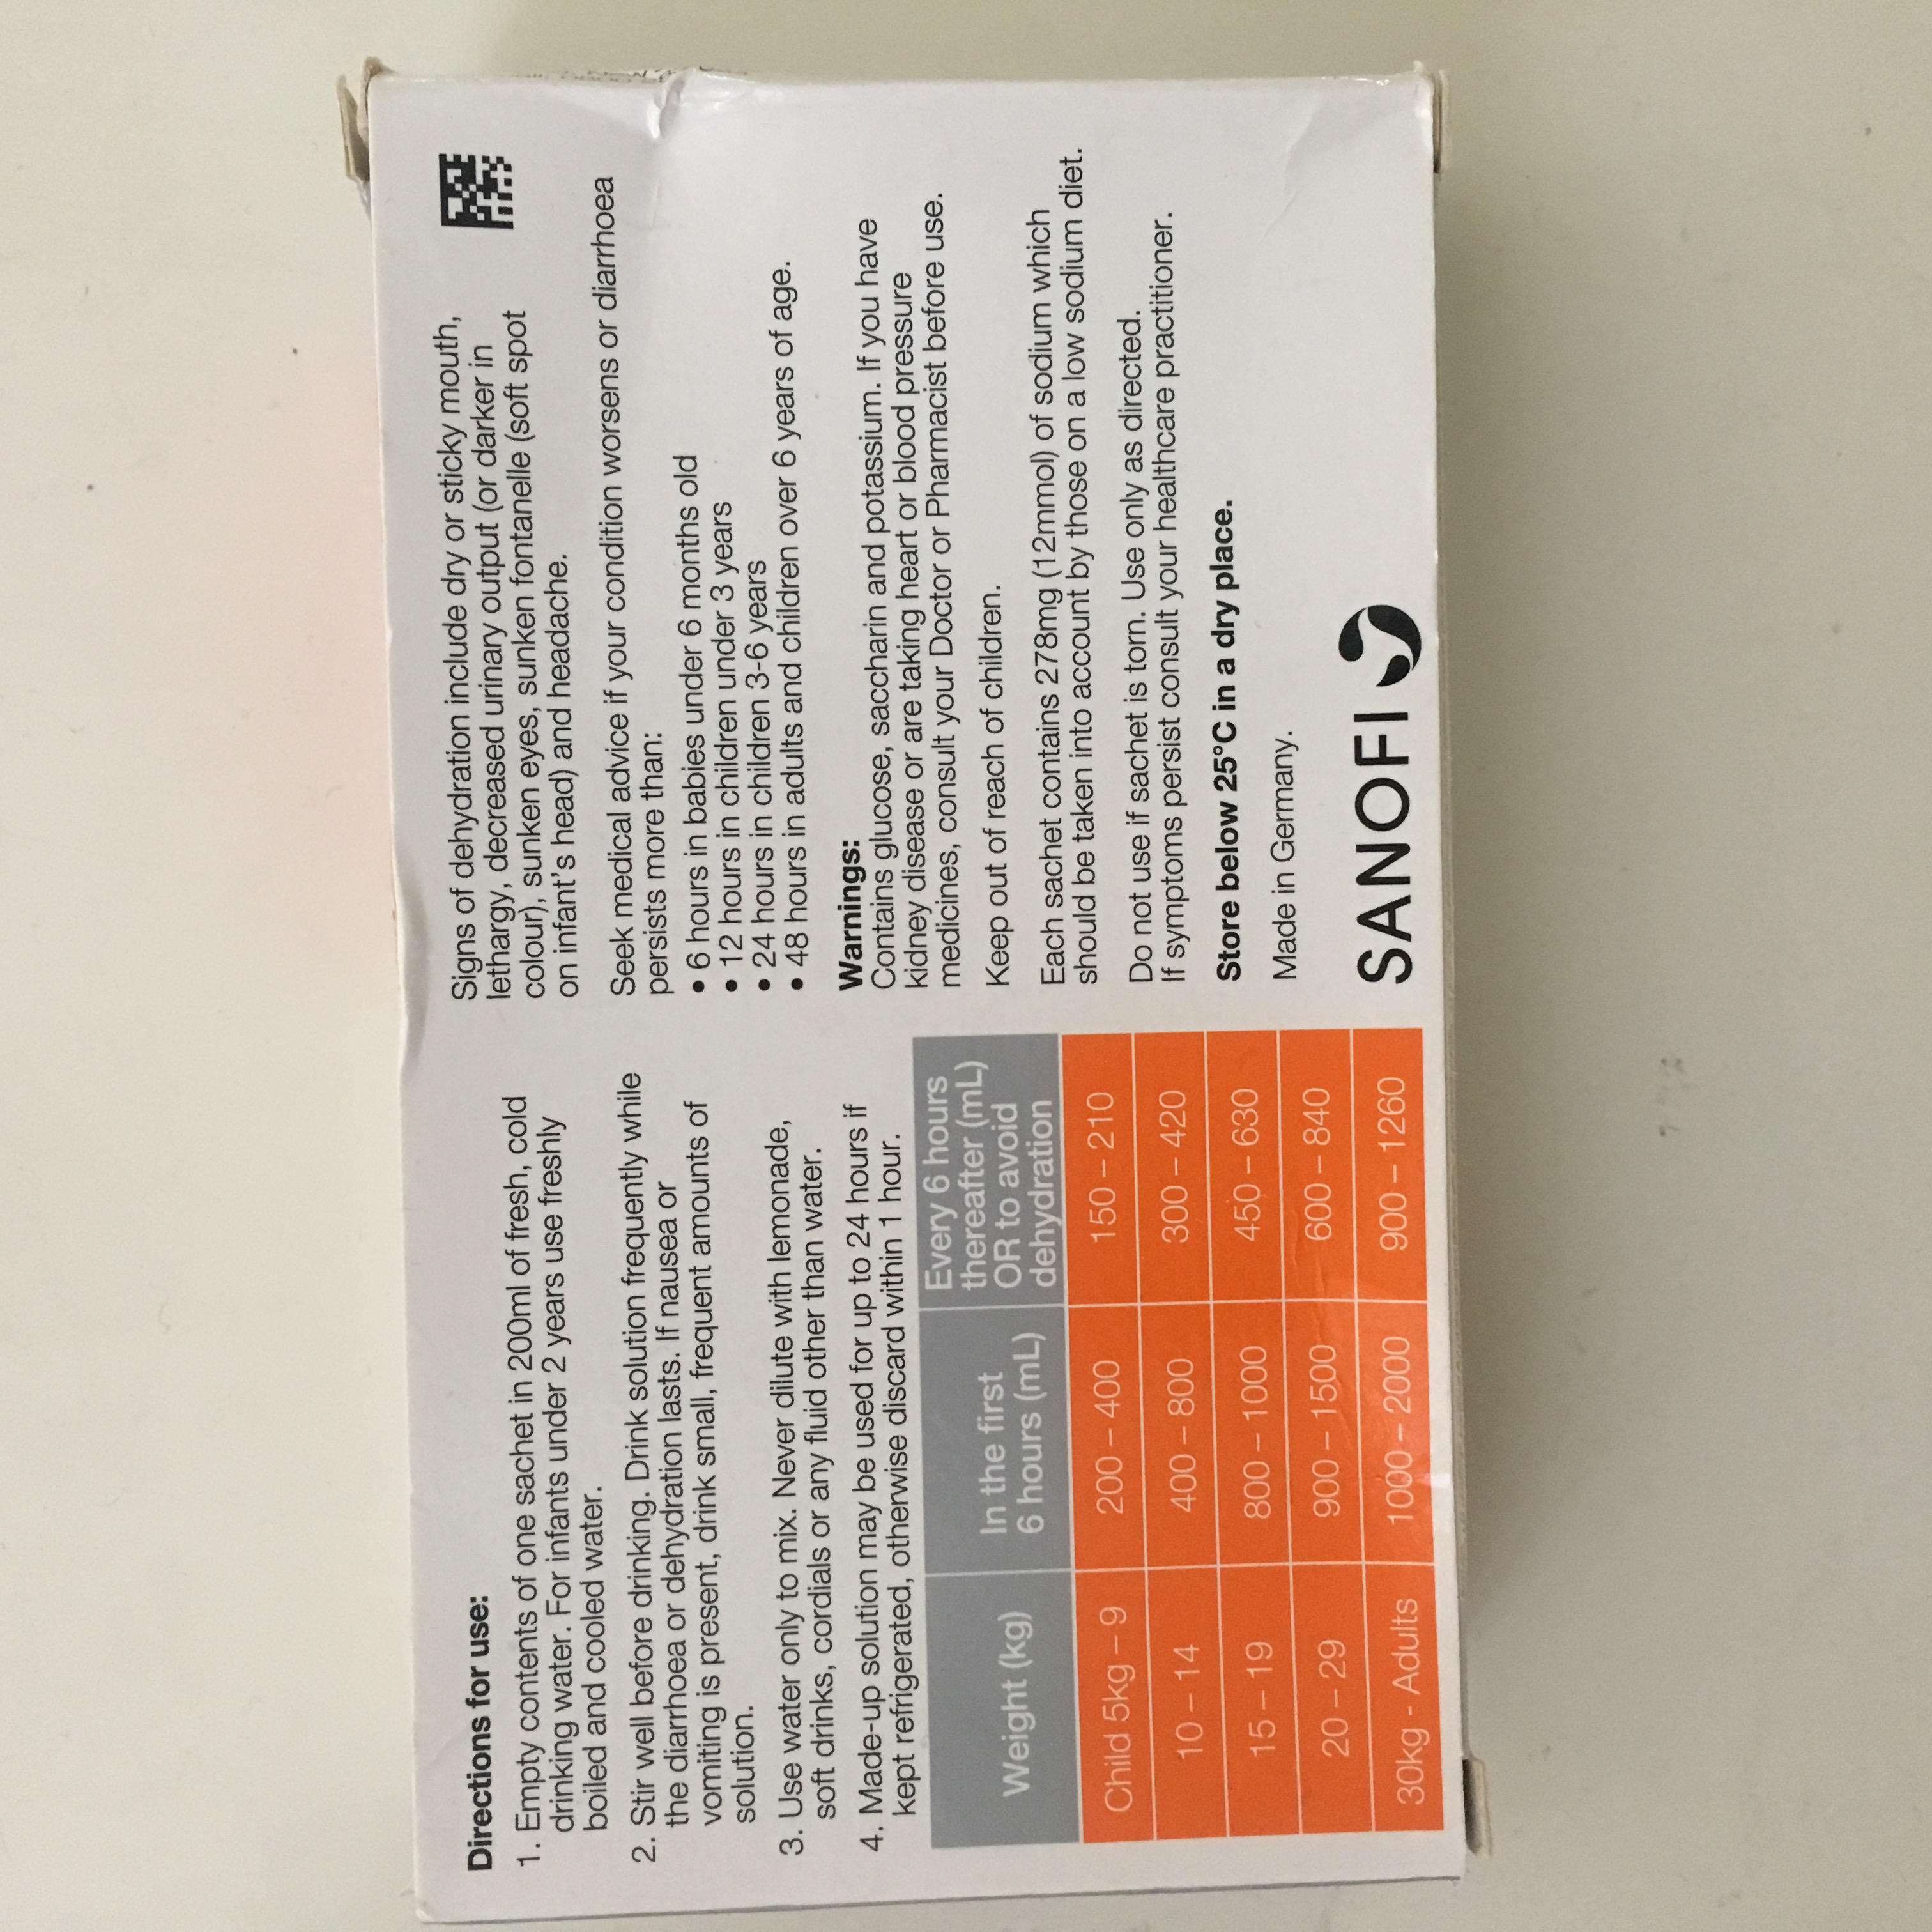 Directions for use:
1. Empty contents of one sachet in 200ml of fresh, cold
drinking water. For infants under 2 years use freshly
boiled and cooled water.
2. Stir well before drinking. Drink solution frequently while
the diarrhoea or dehydration lasts. If nausea or
vomiting is present, drink small, frequent amounts of
solution.
3. Use water only to mix. Never dilute with lemonade,
soft drinks, cordials or any fluid other than water.
4. Made-up solution may be used for up to 24 hours if
kept refrigerated, otherwise discard within 1 hour.
Weight (kg) In the first 6 hours (mL) Every 6 hours thereafter (mL) OR to avoid dehydration
Child 5kg – 9 200 – 400 150 – 210
10 – 14 400 – 800 300 – 420
15 – 19 800 – 1000 450 – 630
20 – 29 900 – 1500 600 – 840
30kg - Adults 1000 – 2000 900 – 1260
Signs of dehydration include dry or sticky mouth,
lethargy, decreased urinary output (or darker in
colour), sunken eyes, sunken fontanelle (soft spot
on infant's head) and headache.
Seek medical advice if your condition worsens or diarrhoea
persists more than:
• 6 hours in babies under 6 months old
• 12 hours in children under 3 years
• 24 hours in children 3-6 years
• 48 hours in adults and children over 6 years of age.
Warnings:
Contains glucose, saccharin and potassium. If you have
kidney disease or are taking heart or blood pressure
medicines, consult your Doctor or Pharmacist before use.
Keep out of reach of children.
Each sachet contains 278mg (12mmol) of sodium which
should be taken into account by those on a low sodium diet.
Do not use if sachet is torn. Use only as directed.
If symptoms persist consult your healthcare practitioner.
Store below 25°C in a dry place.
Made in Germany.
SANOFI